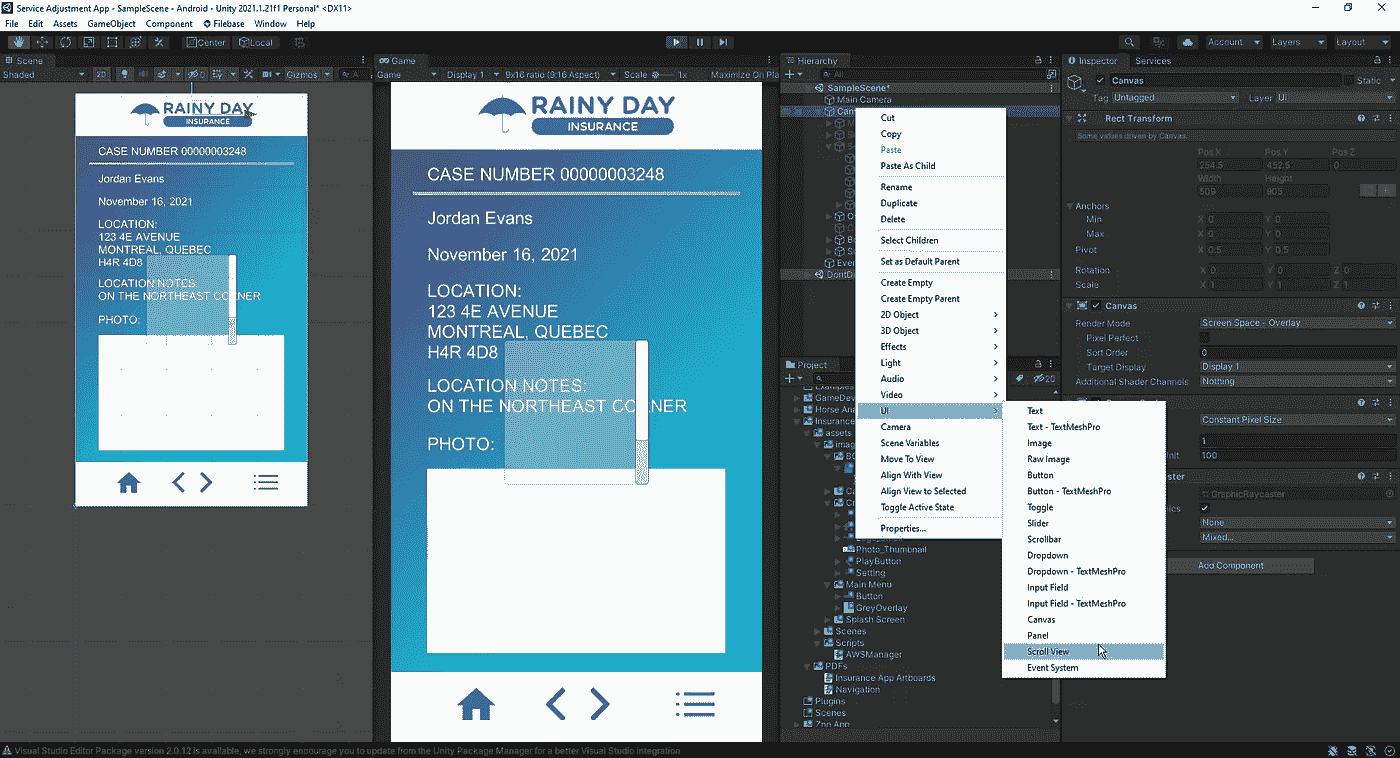 Service Adjustment App - SampleScene - Android - Unity 2021.1.21f1 Personal* <DX11>
File Edit Assets GameObject Component Filebase Window Help
Center Local
Account Layers Layout
Scene
Shaded 2D Gizmos
Game
Game Display 1 9x16 ratio (9:16 Aspect) Scale 1x Maximize On Pla
RAINY DAY
INSURANCE
CASE NUMBER 00000003248
Jordan Evans
November 16, 2021
LOCATION:
123 4E AVENUE
MONTREAL, QUEBEC
H4R 4D8
LOCATION NOTES:
ON THE NORTHEAST CORNER
PHOTO:
RAINY DAY
INSURANCE
CASE NUMBER 00000003248
Jordan Evans
November 16, 2021
LOCATION:
123 4E AVENUE
MONTREAL, QUEBEC
H4R 4D8
LOCATION NOTES:
ON THE NORTHEAST CO NER
PHOTO:
Hierarchy
All
SampleScene*
Main Camera
Can
Even
DontD
Cut
Copy
Paste
Paste As Child
Rename
Duplicate
Delete
Select Children
Set as Default Parent
Create Empty
Create Empty Parent
2D Object
3D Object
Effects
Light
Audio
Video
UI
Camera
Scene Variables
Move To View
Align With View
Align View to Selected
Toggle Active State
Properties...
Text
Text - TextMeshPro
Image
Raw Image
Button
Button - TextMeshPro
Toggle
Slider
Scrollbar
Dropdown
Dropdown - TextMeshPro
Input Field
Input Field - TextMeshPro
Canvas
Panel
Scroll View
Event System
Project
20
Examples
GameDev
Horse An
Insurance
assets
imag
BG
Ca
Photo_Thumbnail
PlayButton
Setting
Main Menu
Button
GreyOverlay
Splash Screen
Scenes
Scripts
AWSManager
PDFs
Insurance App Artboards
Navigation
Plugins
Scenes
Zoo App
Inspector Services
Canvas Static
Tag Untagged Layer UI
Rect Transform
Some values driven by Canvas.
Pos X Pos Y Pos Z
254.5 452.5 0
Width Height
509 905
Anchors
Min X 0 Y 0
Max X 0 Y 0
Pivot X 0.5 Y 0.5
Rotation X 0 Y 0 Z 0
Scale X 1 Y 1 Z 1
Canvas
Render Mode Screen Space - Overlay
Pixel Perfect
Sort Order 0
Target Display Display 1
Additional Shader Channels Nothing
Constant Pixel Size
1
nit 100
ster
GraphicRaycaster
ics
None
Mixed...
Add Component
Visual Studio Editor Package version 2.0.12 is available, we strongly encourage you to update from the Unity Package Manager for a better Visual Studio integration